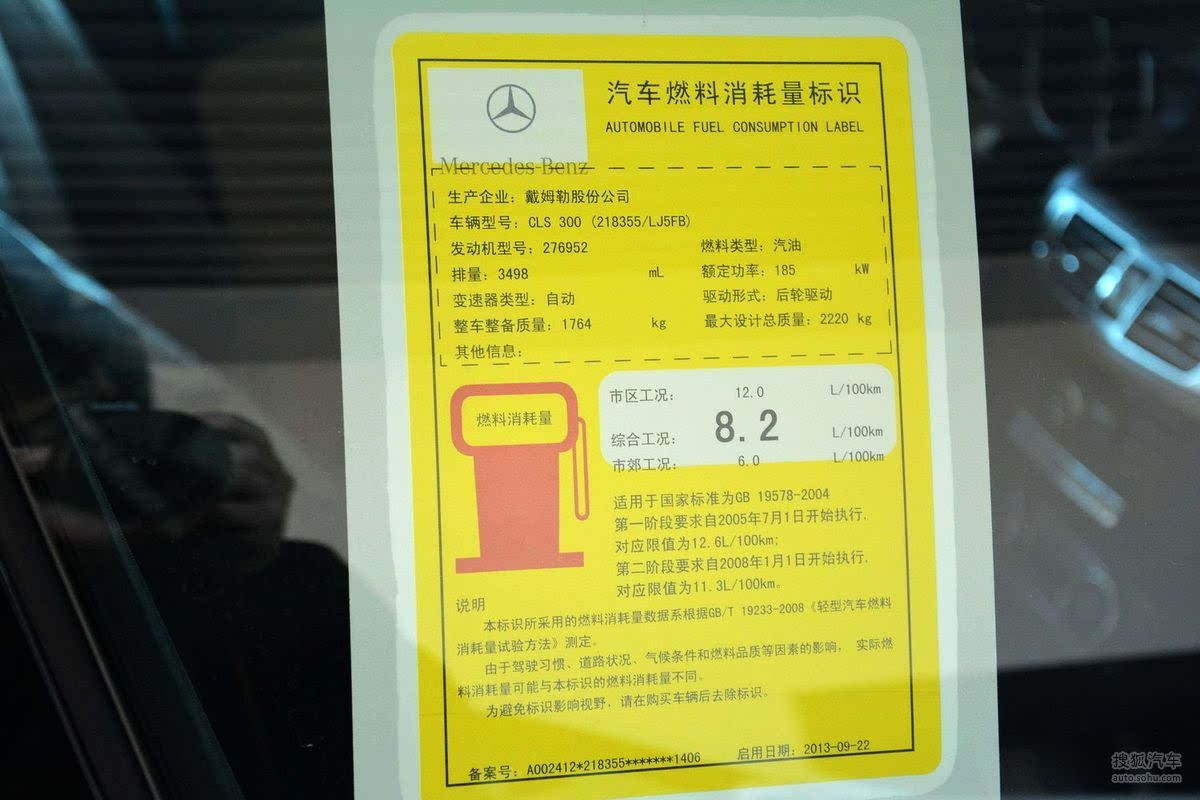 汽车燃料消耗量标识
AUTOMOBILE FUEL CONSUMPTION LABEL
Mercedes-Benz
生产企业：戴姆勒股份公司
车辆型号：CLS 300 (218355/LJ5FB)
发动机型号：276952 燃料类型：汽油
排量：3498 mL 额定功率：185 kW
变速器类型：自动 驱动形式：后轮驱动
整车整备质量：1764 kg 最大设计总质量：2220 kg
其他信息：
燃料消耗量
市区工况： 12.0 L/100km
综合工况： 8.2 L/100km
市郊工况： 6.0 L/100km
适用于国家标准为GB 19578-2004
第一阶段要求自2005年7月1日开始执行,
对应限值为12.6L/100km;
第二阶段要求自2008年1月1日开始执行,
对应限值为11.3L/100km。
说明
本标识所采用的燃料消耗量数据系根据GB/T 19233-2008《轻型汽车燃料
消耗量试验方法》测定。
由于驾驶习惯、道路状况、气候条件和燃料品质等因素的影响， 实际燃
料消耗量可能与本标识的燃料消耗量不同。
为避免标识影响视野，请在购买车辆后去除标识。
备案号：A002412*218355*******1406 启用日期：2013-09-22
搜狐汽车
auto.sohu.com